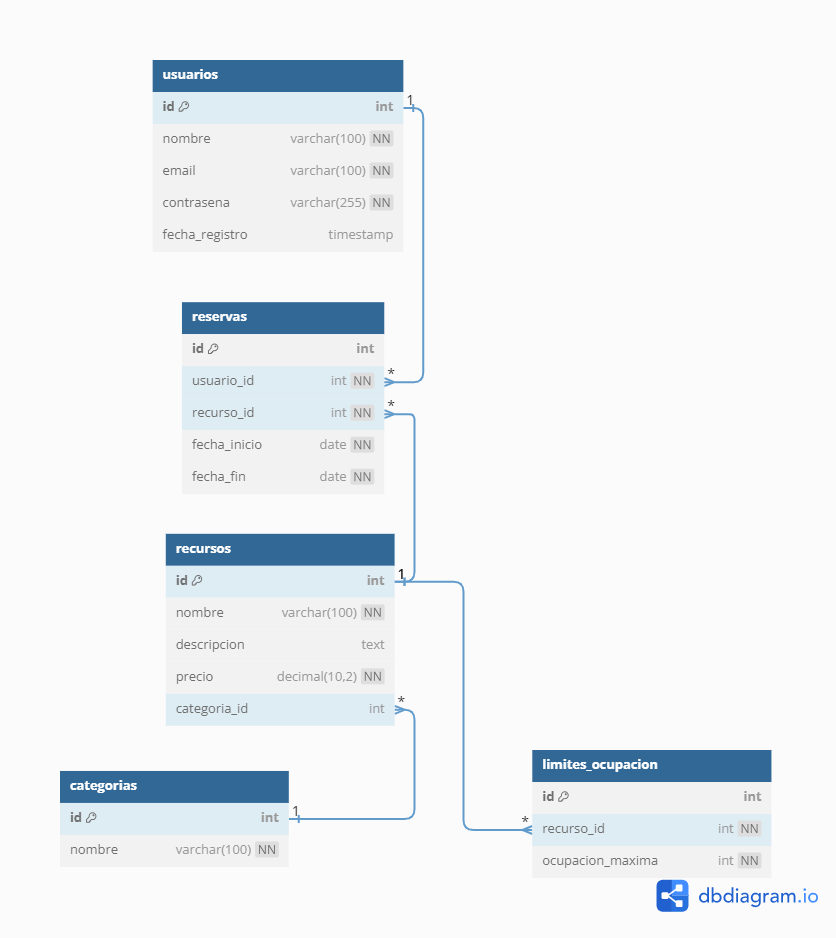 usuarios
id int
nombre varchar(100) NN
email varchar(100) NN
contrasena varchar(255) NN
fecha_registro timestamp
1
reservas
id int
usuario_id int NN
*
recurso_id int NN
*
fecha_inicio date NN
fecha_fin date NN
recursos
id int
1
nombre varchar(100) NN
descripcion text
precio decimal(10,2) NN
categoria_id int
*
categorias
id int
1
nombre varchar(100) NN
limites_ocupacion
id int
*
recurso_id int NN
ocupacion_maxima int NN
dbdiagram.io